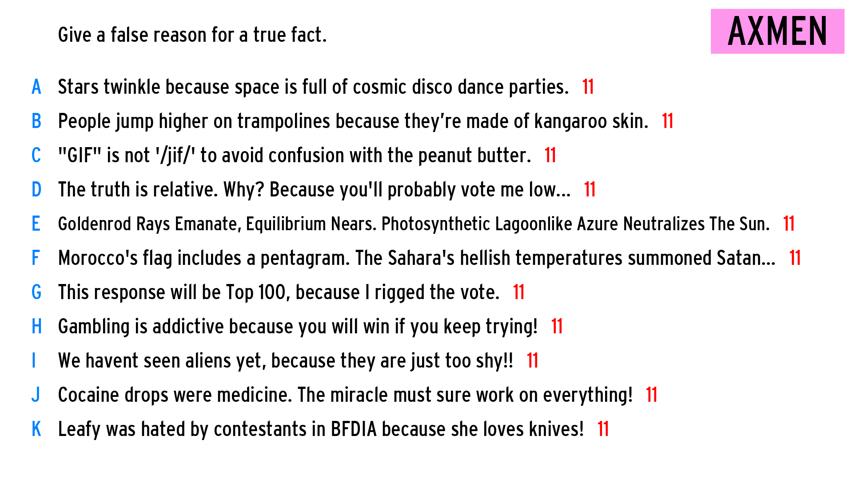 Give a false reason for a true fact.
AXMEN
A Stars twinkle because space is full of cosmic disco dance parties. 11
B People jump higher on trampolines because they're made of kangaroo skin. 11
C "GIF" is not '/jif/' to avoid confusion with the peanut butter. 11
D The truth is relative. Why? Because you'll probably vote me low... 11
E Goldenrod Rays Emanate, Equilibrium Nears. Photosynthetic Lagoonlike Azure Neutralizes The Sun. 11
F Morocco's flag includes a pentagram. The Sahara's hellish temperatures summoned Satan... 11
G This response will be Top 100, because I rigged the vote. 11
H Gambling is addictive because you will win if you keep trying! 11
I We havent seen aliens yet, because they are just too shy!! 11
J Cocaine drops were medicine. The miracle must sure work on everything! 11
K Leafy was hated by contestants in BFDIA because she loves knives! 11